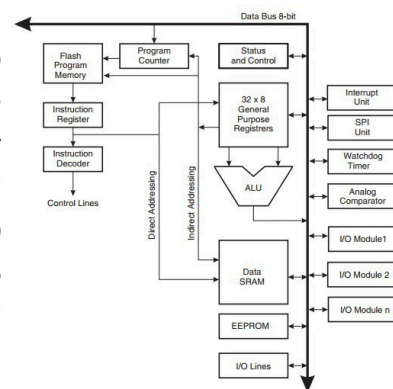 Data Bus 8-bit
Flash
Program
Memory
Program
Counter
Status
and Control
Instruction
Register
32 x 8
General
Purpose
Registrers
Interrupt
Unit
SPI
Unit
Instruction
Decoder
Watchdog
Timer
Direct Addressing
Indirect Addressing
ALU
Analog
Comparator
Control Lines
I/O Module1
Data
SRAM
I/O Module 2
I/O Module n
EEPROM
I/O Lines